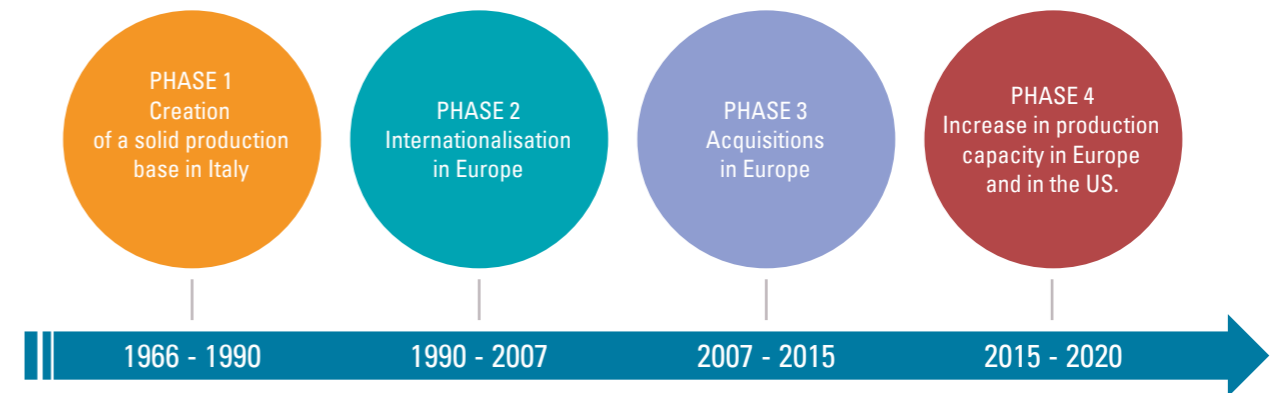 PHASE 1
Creation
of a solid production
base in Italy
PHASE 2
Internationalisation
in Europe
PHASE 3
Acquisitions
in Europe
PHASE 4
Increase in production
capacity in Europe
and in the US.
1966 - 1990
1990 - 2007
2007 - 2015
2015 - 2020